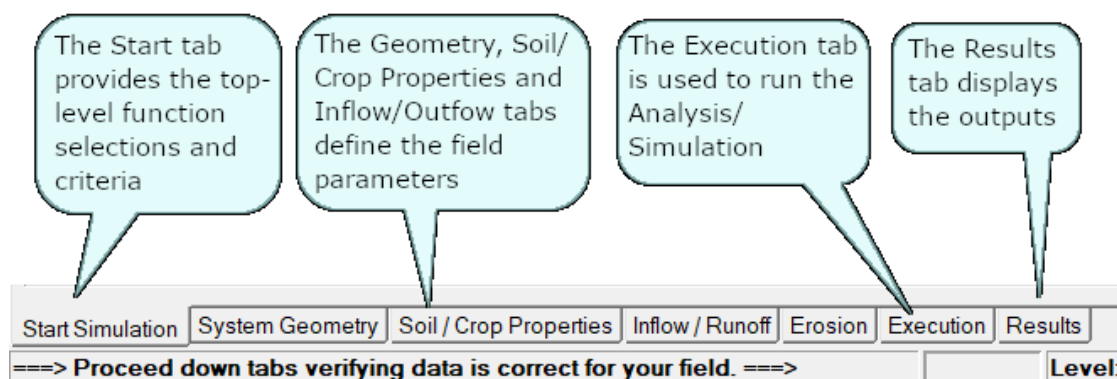 The Start tab
provides the top-
level function
selections and
criteria
The Geometry, Soil/
Crop Properties and
Inflow/Outfow tabs
define the field
parameters
The Execution tab
is used to run the
Analysis/
Simulation
The Results
tab displays
the outputs
Start Simulation System Geometry Soil / Crop Properties Inflow / Runoff Erosion Execution Results
===> Proceed down tabs verifying data is correct for your field. ===> Level: